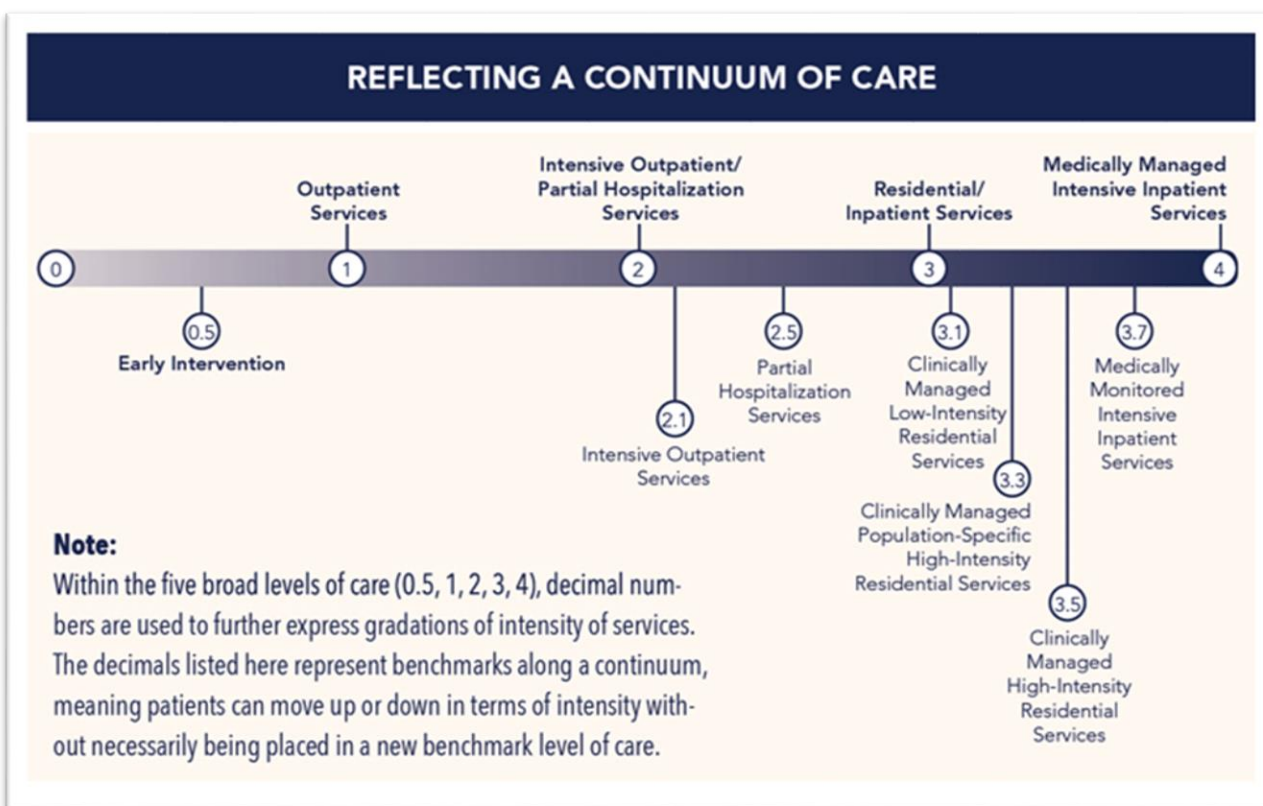 REFLECTING A CONTINUUM OF CARE
Outpatient
Services
Intensive Outpatient/
Partial Hospitalization
Services
Residential/
Inpatient Services
Medically Managed
Intensive Inpatient
Services
0
1
2
3
4
0.5
Early Intervention
2.1
Intensive Outpatient
Services
2.5
Partial
Hospitalization
Services
3.1
Clinically
Managed
Low-Intensity
Residential
Services
3.3
Clinically Managed
Population-Specific
High-Intensity
Residential Services
3.5
Clinically
Managed
High-Intensity
Residential
Services
3.7
Medically
Monitored
Intensive
Inpatient
Services
Note:
Within the five broad levels of care (0.5, 1, 2, 3, 4), decimal num-
bers are used to further express gradations of intensity of services.
The decimals listed here represent benchmarks along a continuum,
meaning patients can move up or down in terms of intensity with-
out necessarily being placed in a new benchmark level of care.